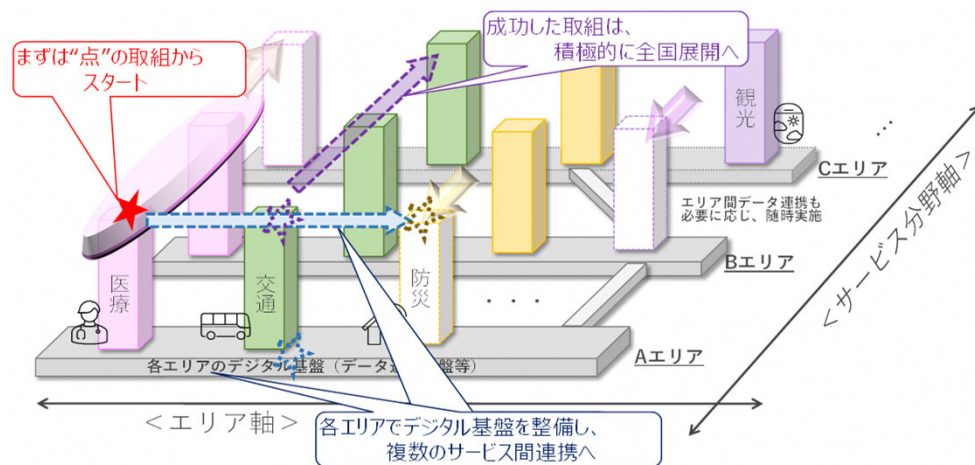 まずは“点”の取組から
スタート
成功した取組は、
積極的に全国展開へ
観光
…
Cエリア
エリア間データ連携も
必要に応じ、随時実施
＜サービス分野軸＞
Bエリア
医療
交通
防災
・・・
Aエリア
各エリアのデジタル基盤（データ連 盤等）
＜エリア軸＞
各エリアでデジタル基盤を整備し、
複数のサービス間連携へ